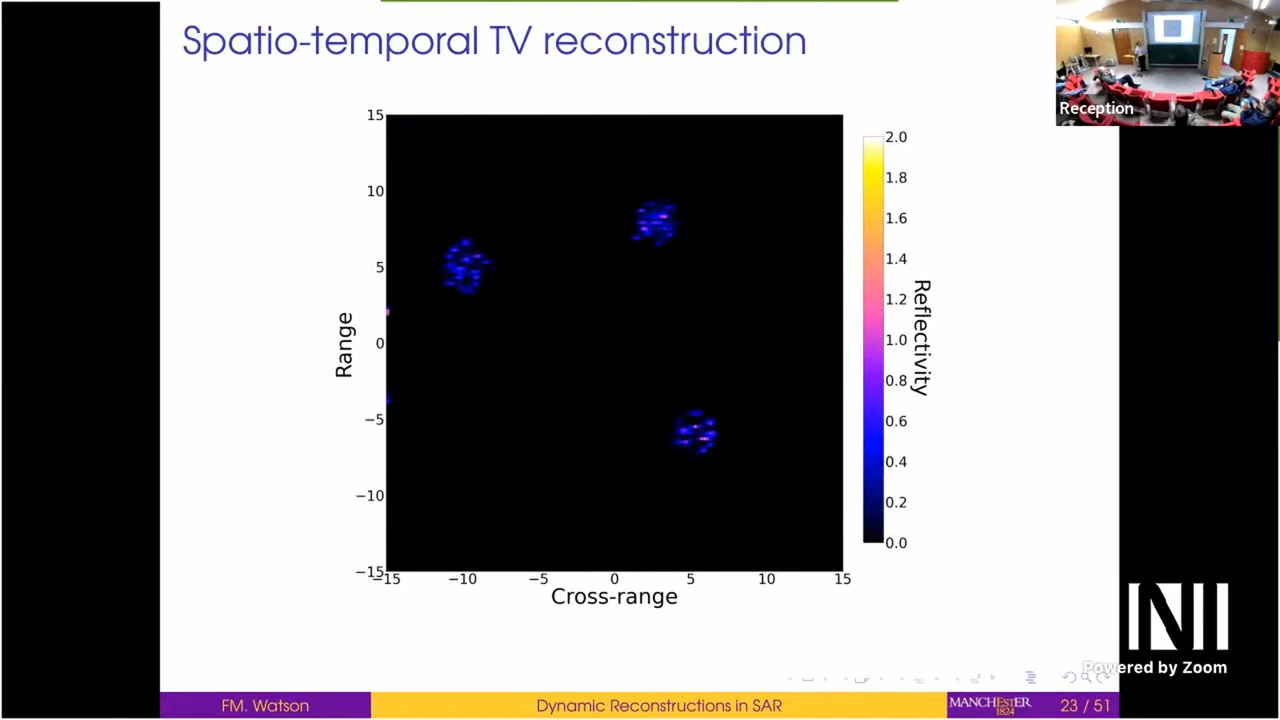 Spatio-temporal TV reconstruction
Reception
15
10
5
0
−5
−10
−15
Range
−15
−10
−5
0
5
10
15
Cross-range
2.0
1.8
1.6
1.4
1.2
1.0
0.8
0.6
0.4
0.2
0.0
Reflectivity
NI
Powered by Zoom
FM. Watson
Dynamic Reconstructions in SAR
MANCHESTER
1824
23 / 51